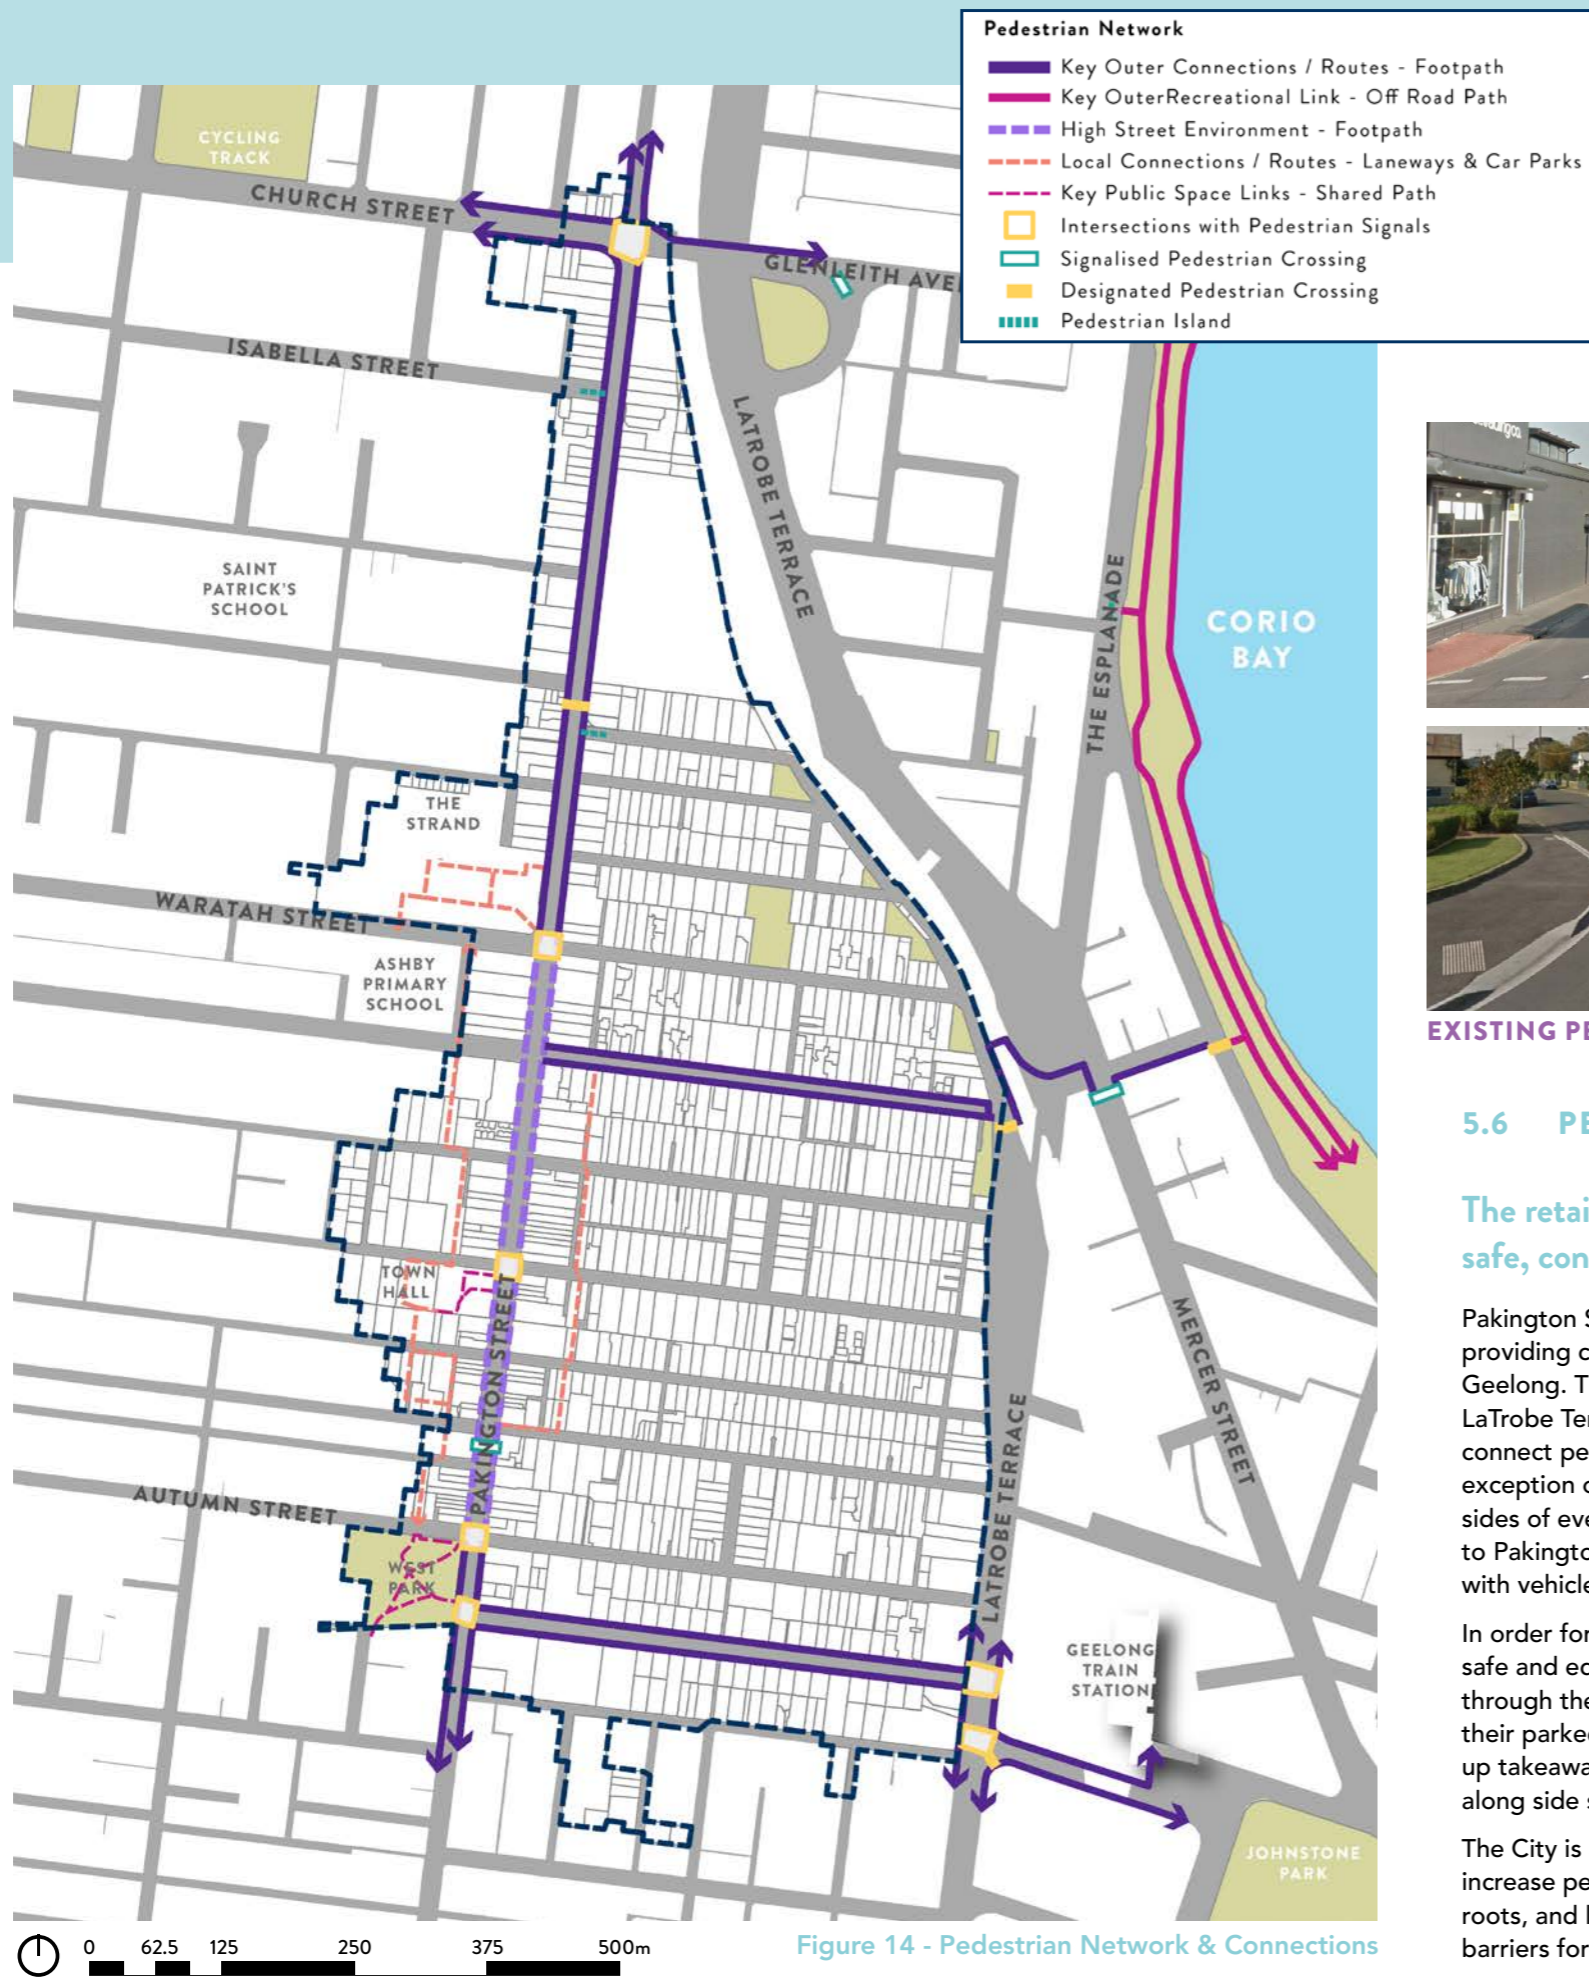 Pedestrian Network
Key Outer Connections / Routes - Footpath
Key OuterRecreational Link - Off Road Path
High Street Environment - Footpath
Local Connections / Routes - Laneways & Car Parks
Key Public Space Links - Shared Path
Intersections with Pedestrian Signals
Signalised Pedestrian Crossing
Designated Pedestrian Crossing
Pedestrian Island
CYCLING
TRACK
CHURCH STREET
GLENLEITH AVE
ISABELLA STREET
LATROBE TERRACE
SAINT
PATRICK'S
SCHOOL
THE ESPLANADE
CORIO
BAY
THE
STRAND
WARATAH STREET
ASHBY
PRIMARY
SCHOOL
TOWN
HALL
PAKINGTON STREET
MERCER STREET
LATROBE TERRACE
AUTUMN STREET
WEST
PARK
GEELONG
TRAIN
STATION
JOHNSTONE
PARK
0 62.5 125 250 375 500m
Figure 14 - Pedestrian Network & Connections
EXISTING PE
5.6 PE
The retai
safe, con
Pakington S
providing c
Geelong. T
LaTrobe Ter
connect pe
exception o
sides of eve
to Pakingto
with vehicle
In order for
safe and ec
through the
their parked
up takeawa
along side s
The City is
increase pe
roots, and l
barriers for